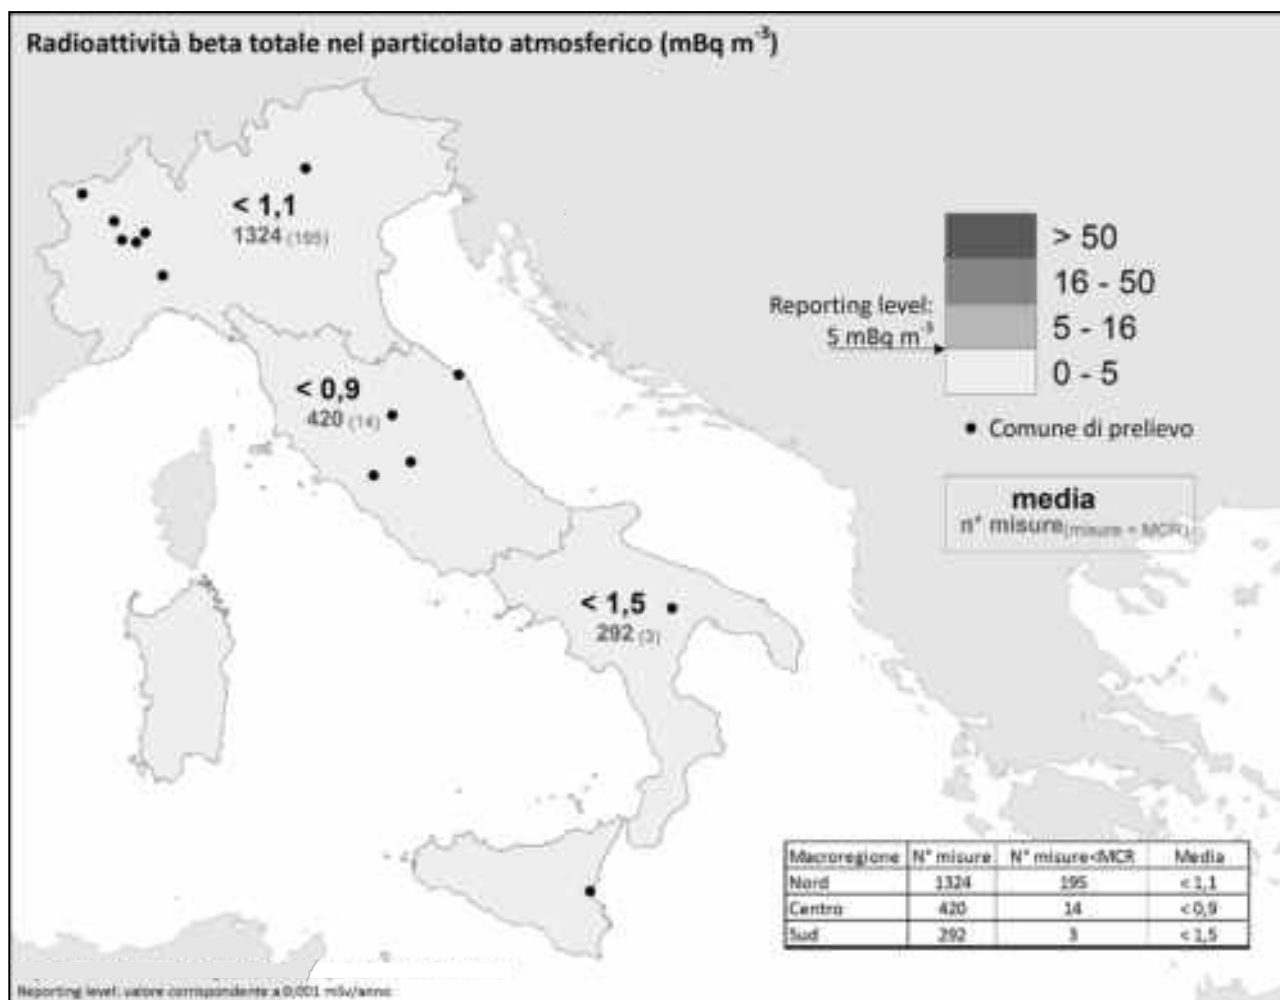 Radioattività beta totale nel particolato atmosferico (mBq m-3)
< 1,1
1324 (195)
> 50
16 - 50
Reporting level:
5 mBq m-3
5 - 16
0 - 5
< 0,9
420 (14)
Comune di prelievo
media
n° misure(misure < MCR)
< 1,5
292 (3)
Macroregione N° misure N° misure<MCR Media
Nord 1324 195 < 1,1
Centro 420 14 < 0,9
Sud 292 3 < 1,5
Reporting level: valore corrispondente a 0,001 mSv/anno